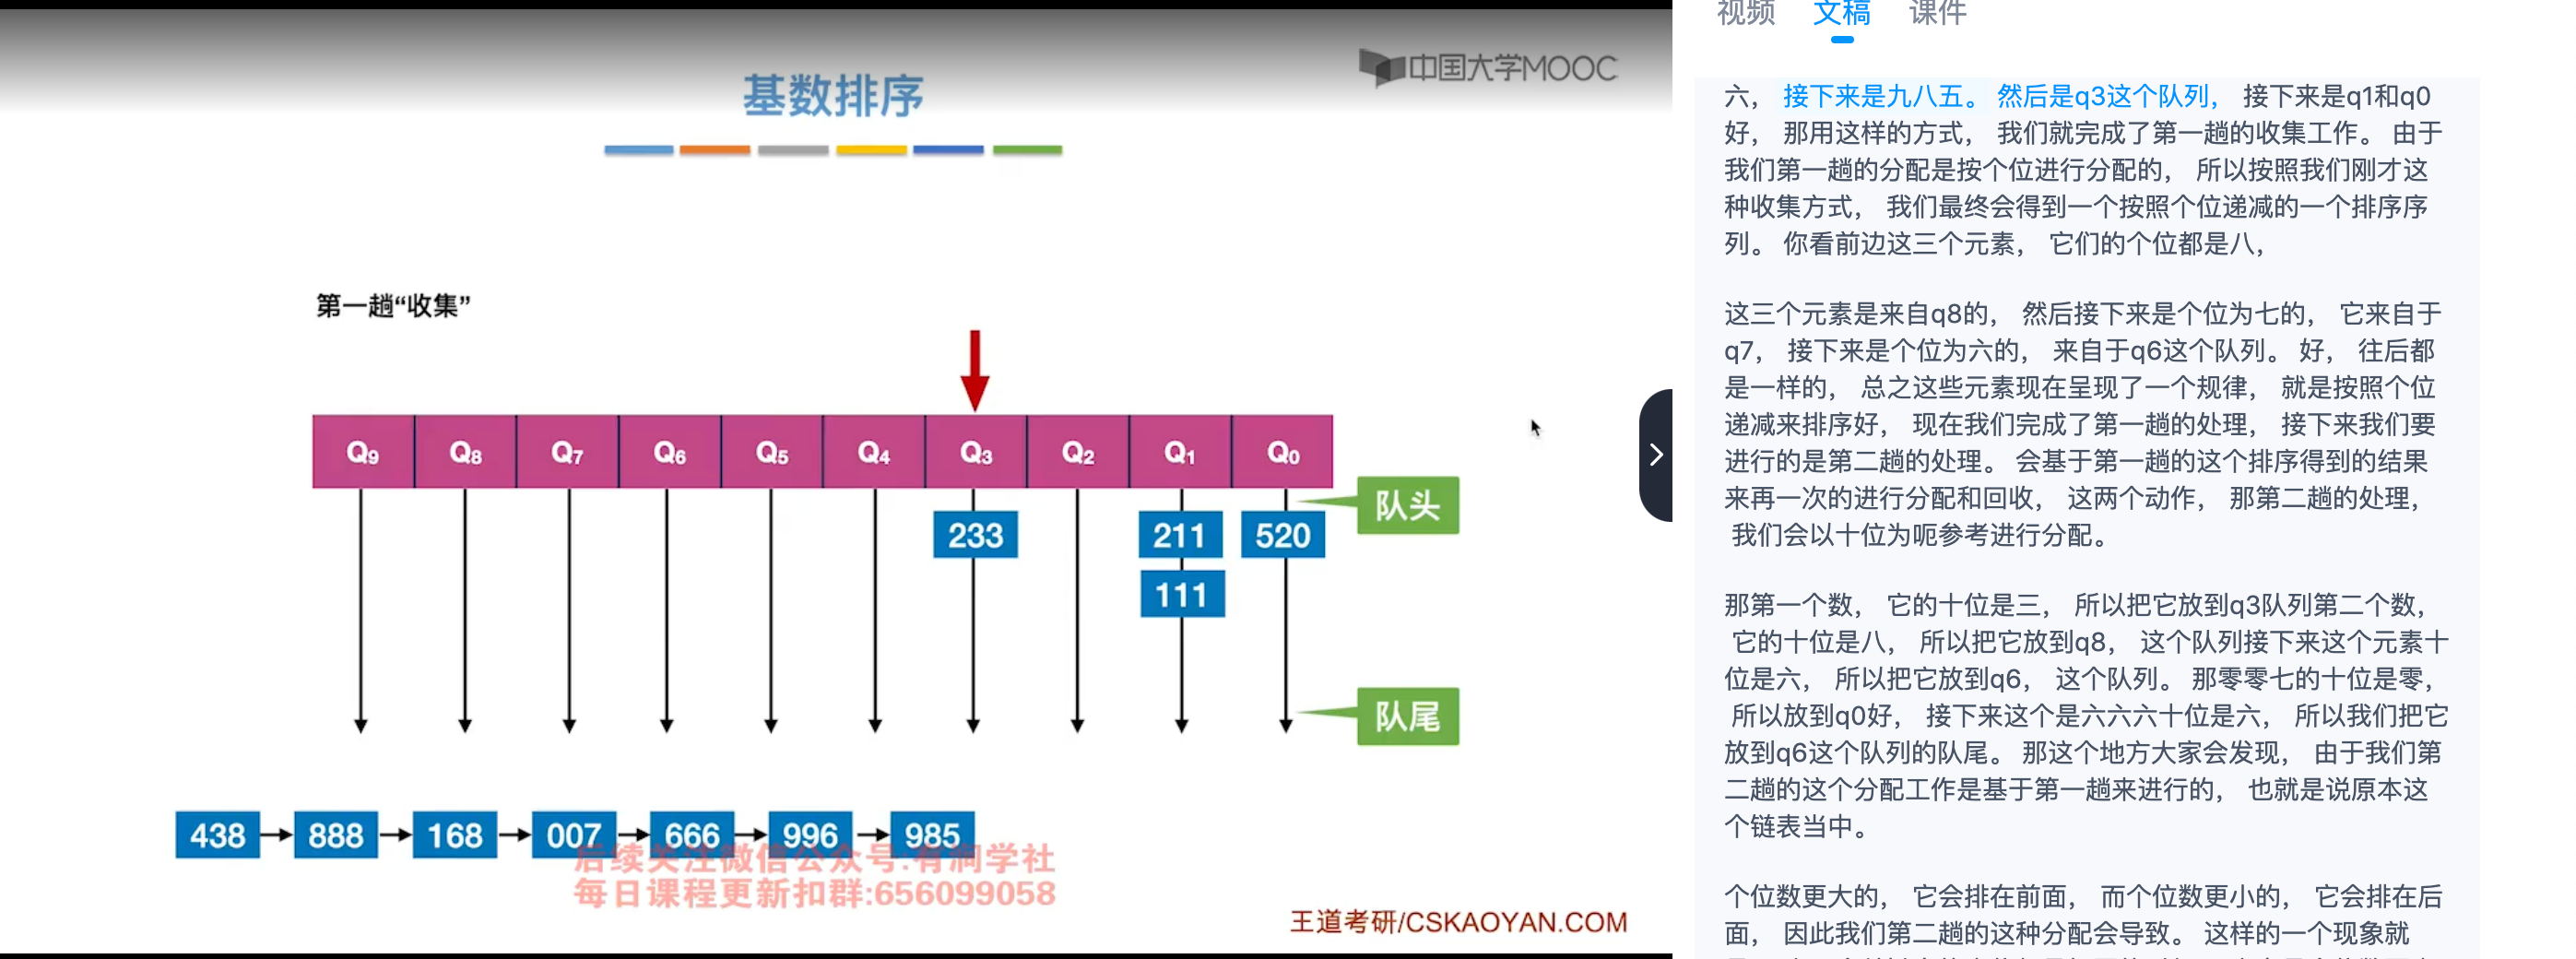 中国大学MOOC
基数排序
第一趟“收集”
Q9 Q8 Q7 Q6 Q5 Q4 Q3 Q2 Q1 Q0
队头
233 211 520
111
队尾
438 888 168 007 666 996 985
后续关注微信公众号:有涧学社
每日课程更新扣群:656099058
王道考研/CSKAOYAN.COM
视频 文稿 课件
六， 接下来是九八五。 然后是q3这个队列， 接下来是q1和q0
好， 那用这样的方式， 我们就完成了第一趟的收集工作。 由于
我们第一趟的分配是按个位进行分配的， 所以按照我们刚才这
种收集方式， 我们最终会得到一个按照个位递减的一个排序序
列。 你看前边这三个元素， 它们的个位都是八，
这三个元素是来自q8的， 然后接下来是个位为七的， 它来自于
q7， 接下来是个位为六的， 来自于q6这个队列。 好， 往后都
是一样的， 总之这些元素现在呈现了一个规律， 就是按照个位
递减来排序好， 现在我们完成了第一趟的处理， 接下来我们要
进行的是第二趟的处理。 会基于第一趟的这个排序得到的结果
来再一次的进行分配和回收， 这两个动作， 那第二趟的处理，
我们会以十位为呃参考进行分配。
那第一个数， 它的十位是三， 所以把它放到q3队列第二个数，
它的十位是八， 所以把它放到q8， 这个队列接下来这个元素十
位是六， 所以把它放到q6， 这个队列。 那零零七的十位是零，
所以放到q0好， 接下来这个是六六六十位是六， 所以我们把它
放到q6这个队列的队尾。 那这个地方大家会发现， 由于我们第
二趟的这个分配工作是基于第一趟来进行的， 也就是说原本这
个链表当中。
个位数更大的， 它会排在前面， 而个位数更小的， 它会排在后
面， 因此我们第二趟的这种分配会导致。 这样的一个现象就